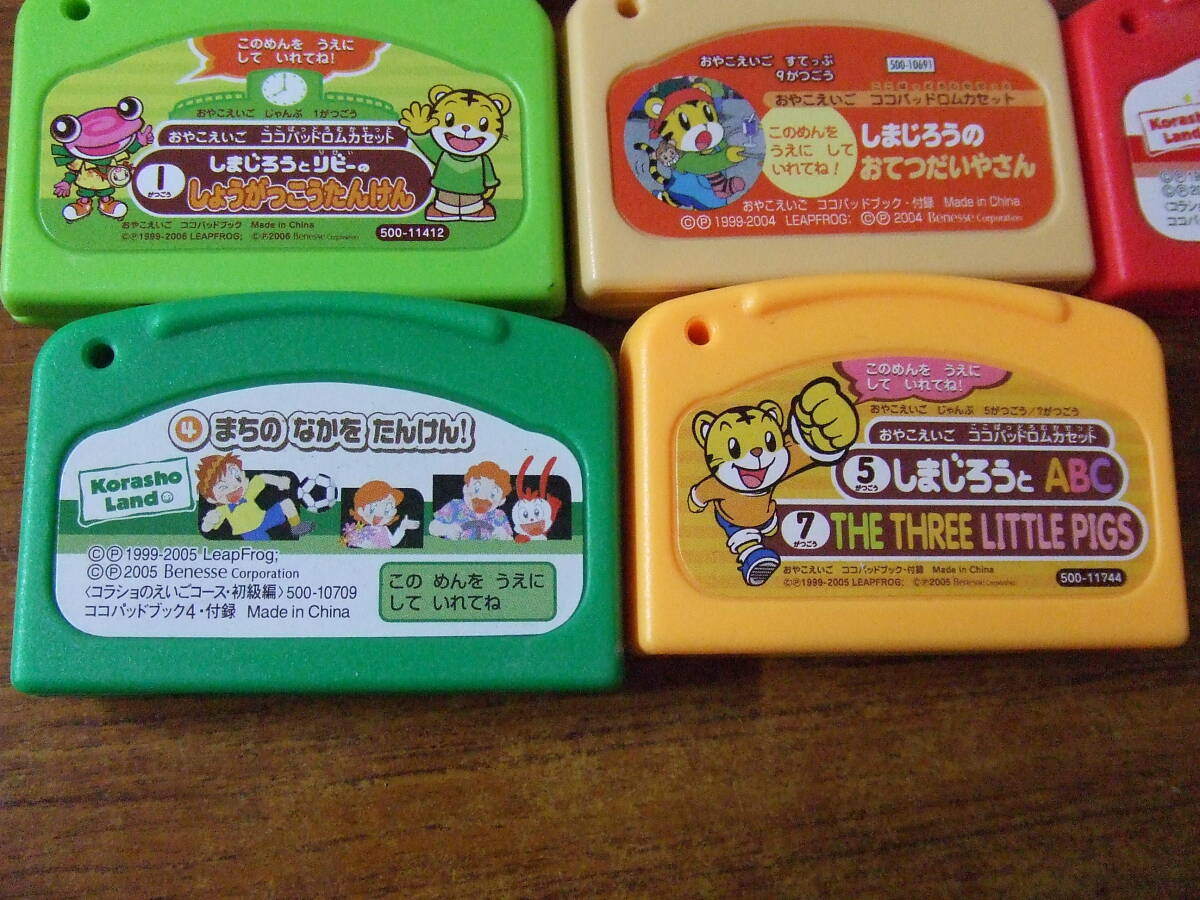 このめんを うえに
して いれてね!
おやこえいご じゃんぷ 1がつごう
おやこえいご ココパッドロムカセット
1
がつごう
しまじろうとリピーの
しょうがっこうたんけん
おやこえいご ココパッドブック Made in China
©Ⓟ 1999-2006 LEAPFROG; ©Ⓟ2006 Benesse Corporation
500-11412
おやこえいご すてっぷ
9がつごう
500-10691
おやこえいご ココパッドロムカセット
このめんを
うえに して
いれてね!
しまじろうの
おてつだいやさん
おやこえいご ココパッドブック・付録 Made in China
©Ⓟ 1999-2004 LEAPFROG; ©Ⓟ 2004 Benesse Corporation
Korasho
Land
4 まちの なかを たんけん!
Korasho
Land
©Ⓟ 1999-2005 LeapFrog;
©Ⓟ 2005 Benesse Corporation
〈コラショのえいごコース・初級編〉500-10709
ココパッドブック4・付録 Made in China
この めんを うえに
して いれてね
このめんを うえに
して いれてね!
おやこえいご じゃんぷ 5がつごう/7がつごう
おやこえいご ココパッドロムカセット
5
がつごう
しまじろうと ABC
7
がつごう
THE THREE LITTLE PIGS
おやこえいご ココパッドブック・付録 Made in China
©Ⓟ1999-2005 LEAPFROG; ©Ⓟ2005 Benesse Corporation
500-11744